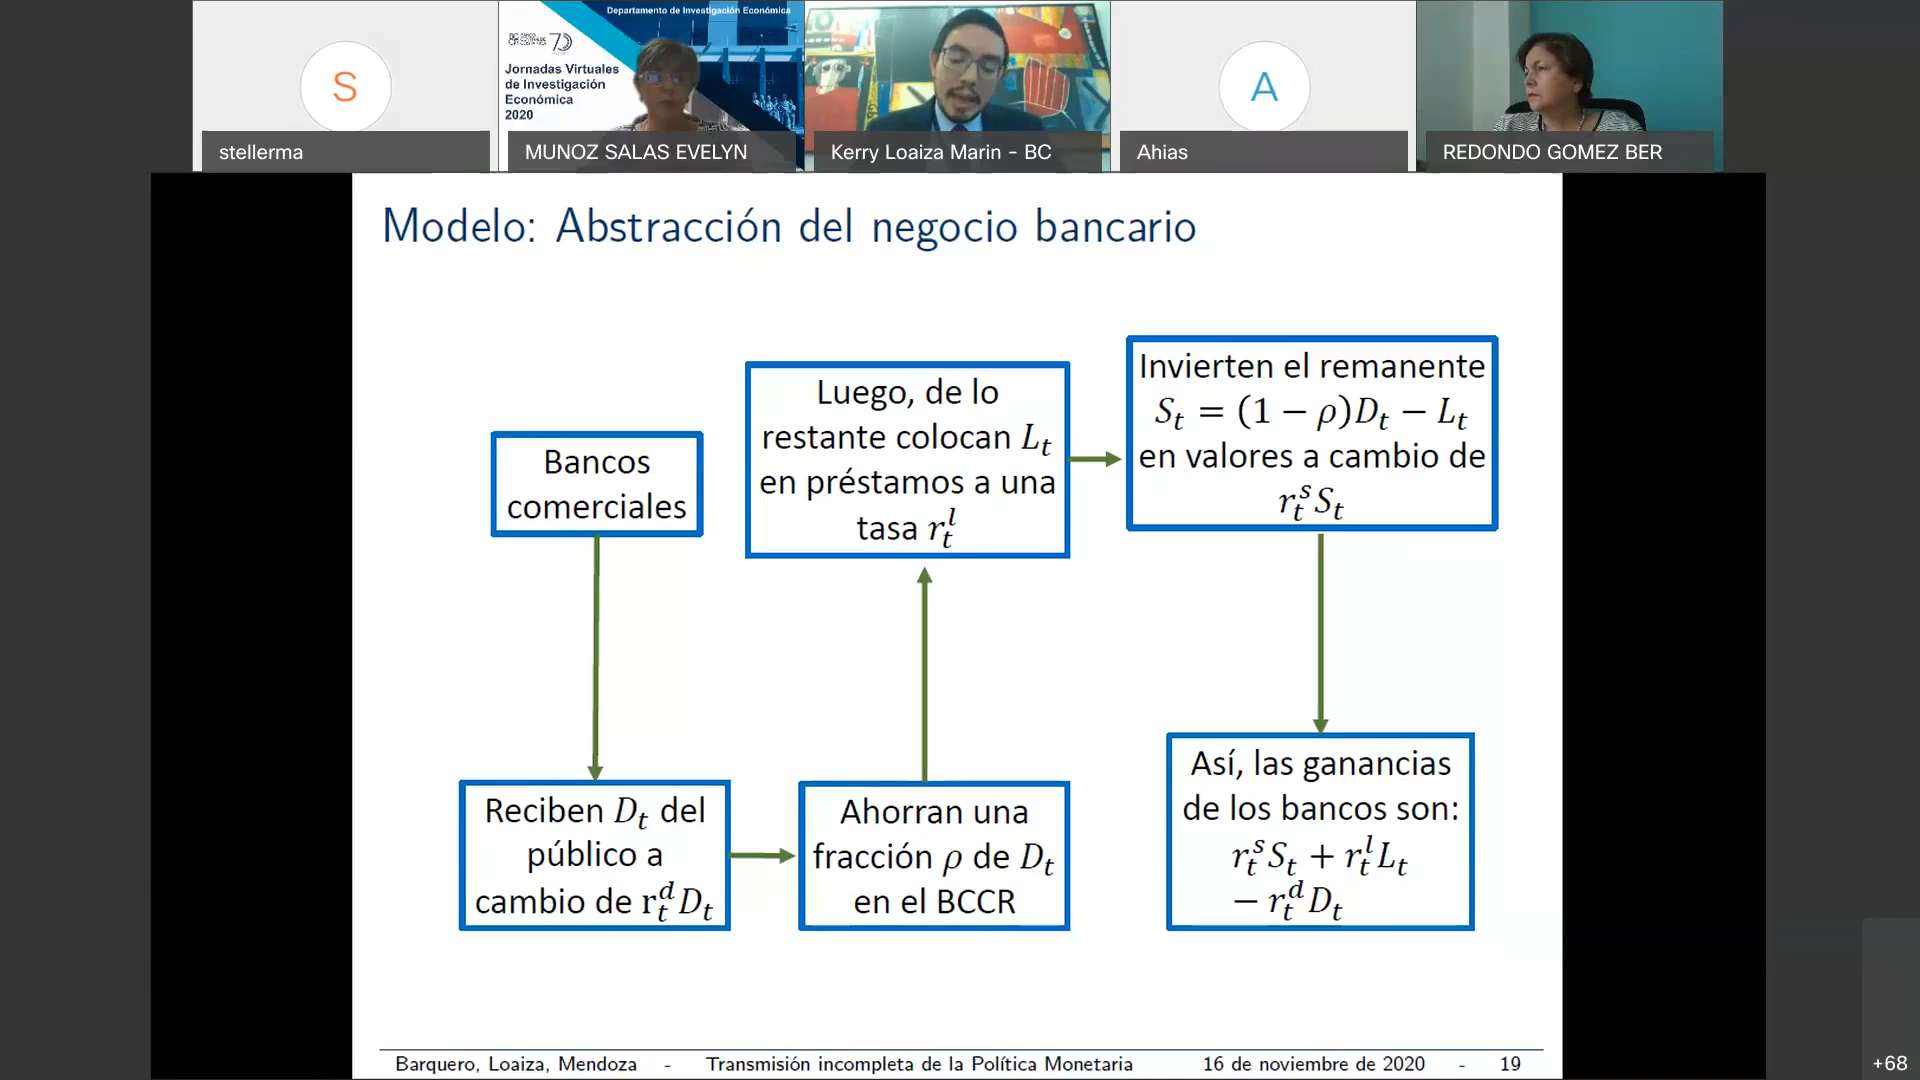 S
stellerma
Departamento de Investigación Económica
Jornadas Virtuales
de Investigación
Económica
2020
MUNOZ SALAS EVELYN
Kerry Loaiza Marin - BC
A
Ahias
REDONDO GOMEZ BER
Modelo: Abstracción del negocio bancario
Bancos
comerciales
Reciben D_t del
público a
cambio de r_t^d D_t
Ahorran una
fracción ρ de D_t
en el BCCR
Luego, de lo
restante colocan L_t
en préstamos a una
tasa r_t^l
Invierten el remanente
S_t = (1 − ρ)D_t − L_t
en valores a cambio de
r_t^s S_t
Así, las ganancias
de los bancos son:
r_t^s S_t + r_t^l L_t
− r_t^d D_t
Barquero, Loaiza, Mendoza - Transmisión incompleta de la Política Monetaria 16 de noviembre de 2020 - 19
+68